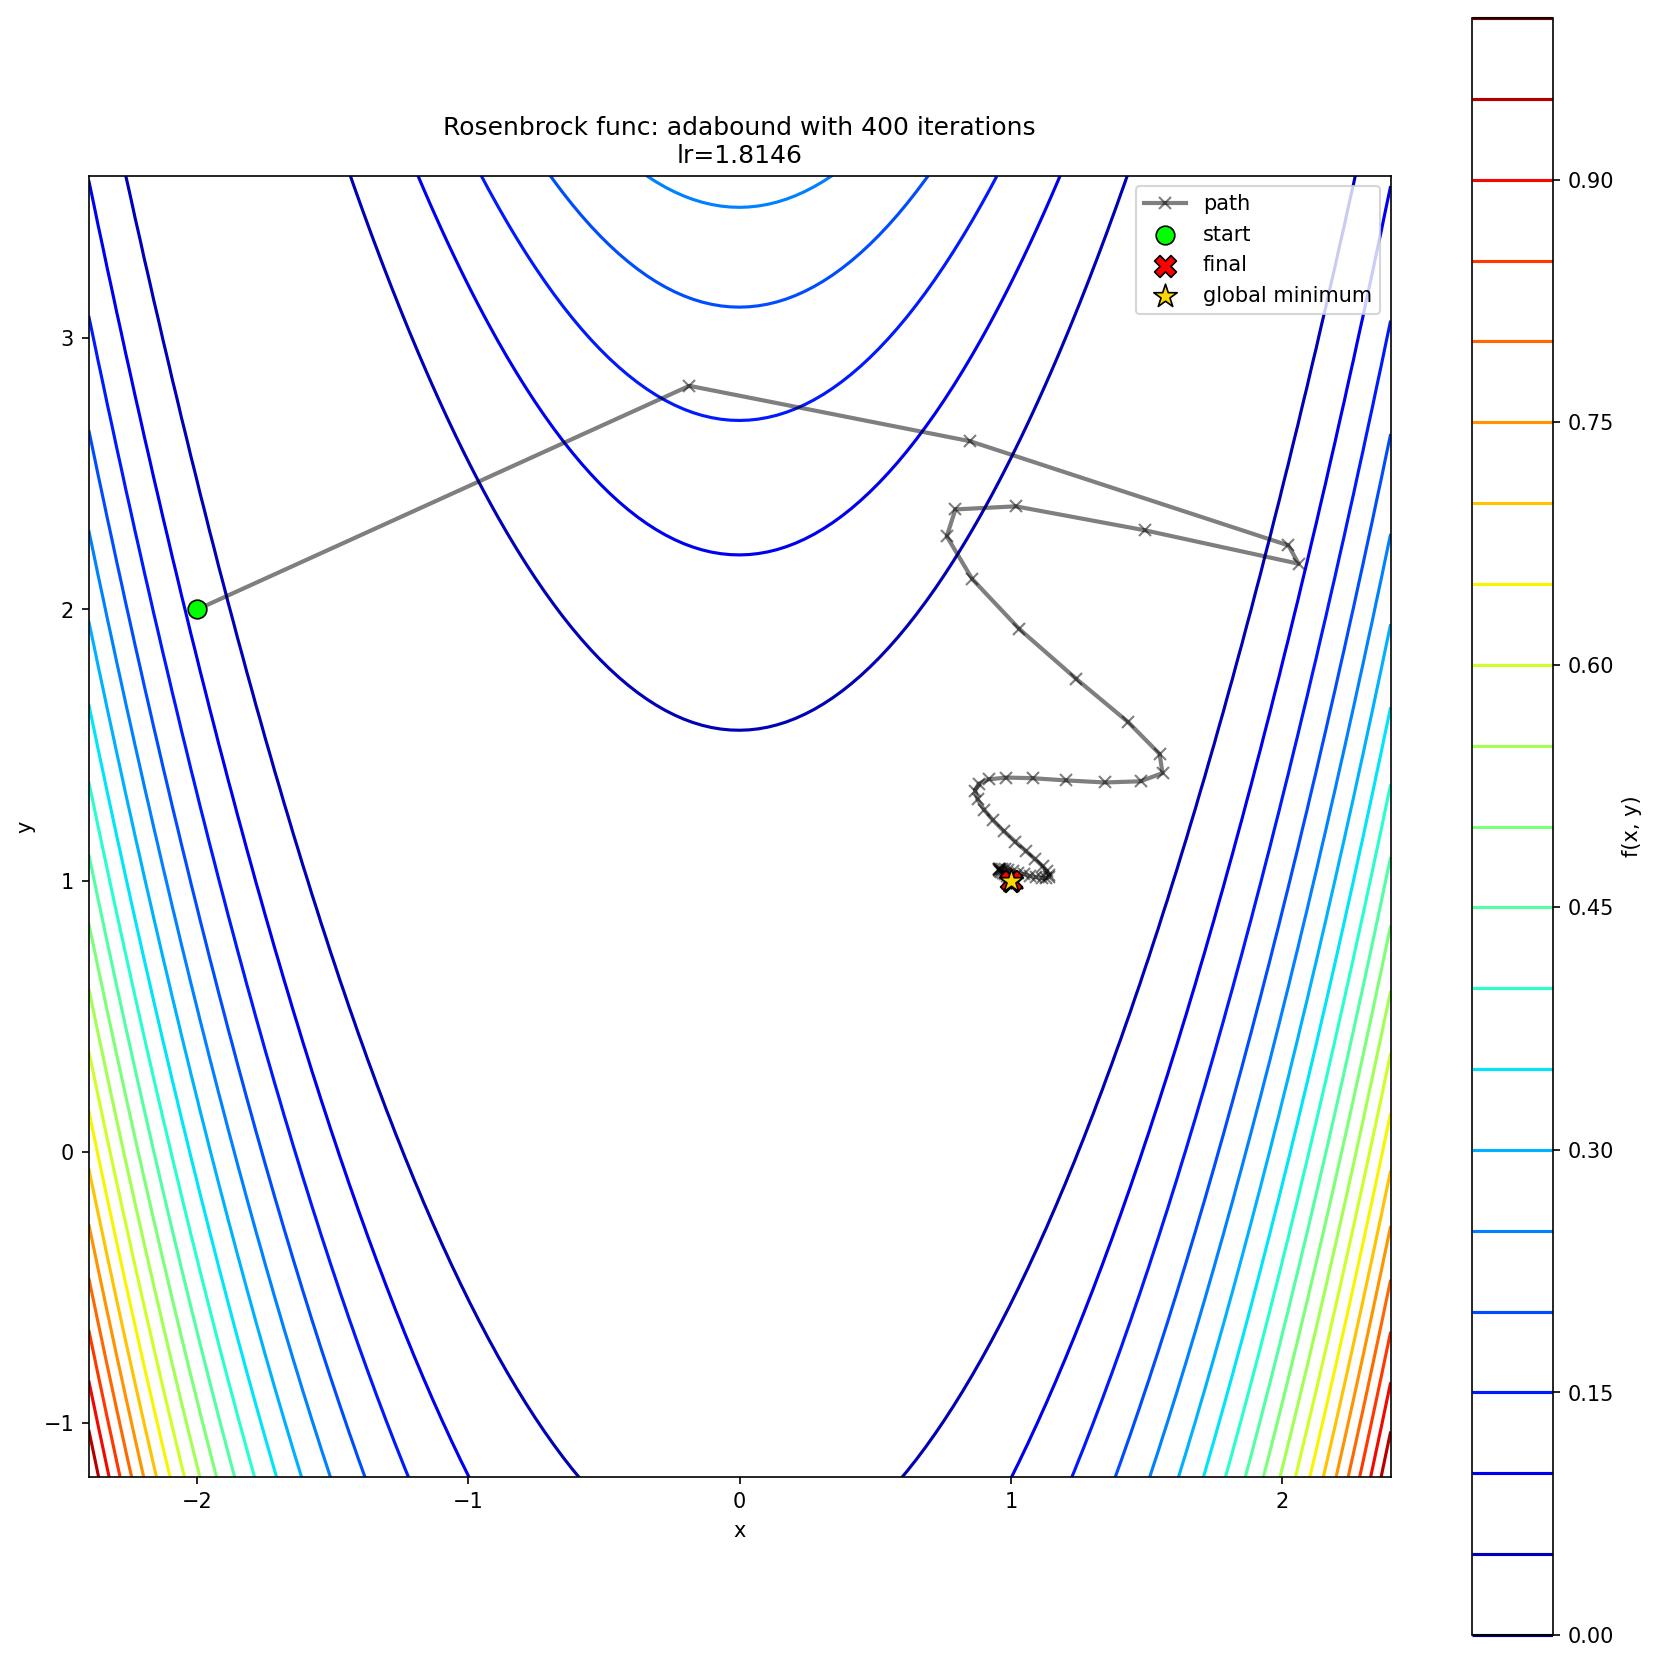 Rosenbrock func: adabound with 400 iterations
lr=1.8146
path
start
final
global minimum
3
2
1
0
−1
y
−2
−1
0
1
2
x
0.90
0.75
0.60
0.45
0.30
0.15
0.00
f(x, y)